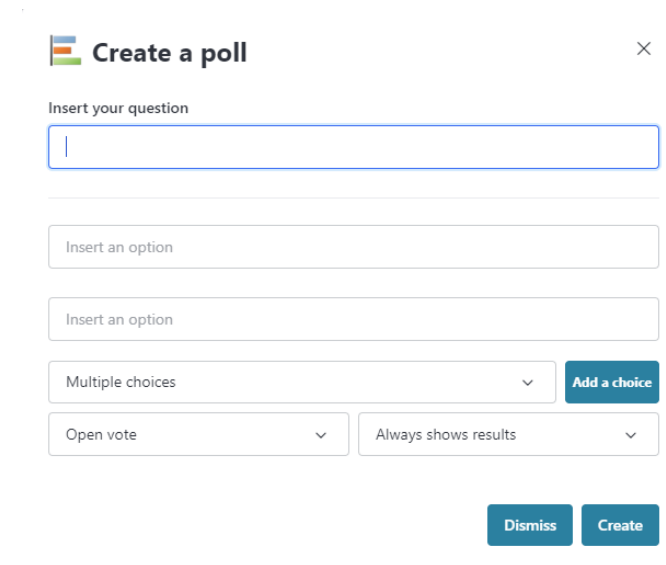 Create a poll
Insert your question
Insert an option
Insert an option
Multiple choices
Add a choice
Open vote
Always shows results
Dismiss
Create